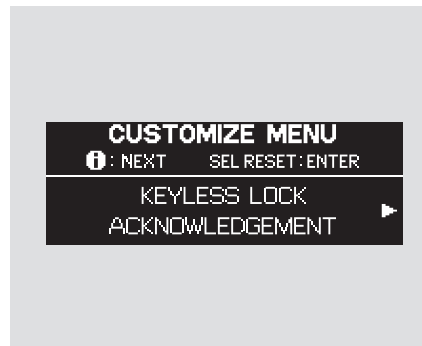 CUSTOMIZE MENU
i: NEXT SEL RESET: ENTER
KEYLESS LOCK
ACKNOWLEDGEMENT